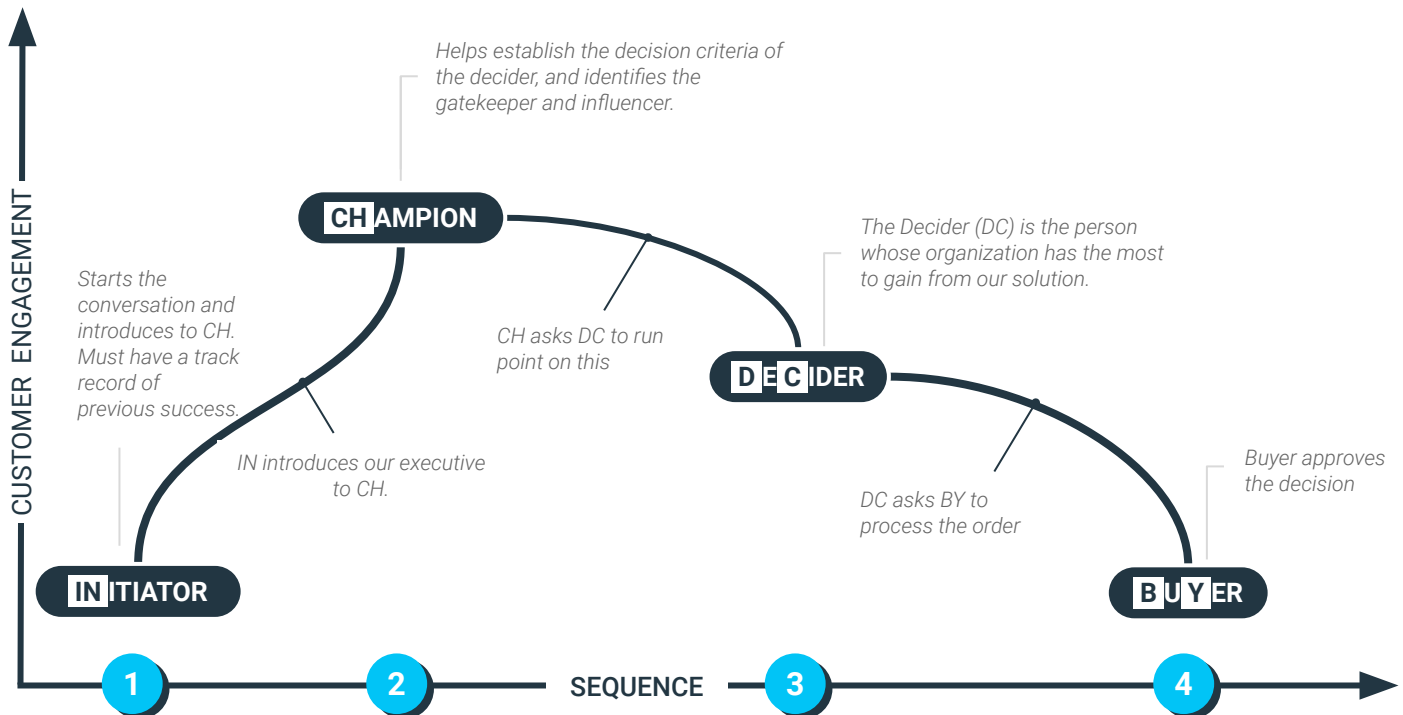 Helps establish the decision criteria of
the decider, and identifies the
gatekeeper and influencer.
CHAMPION
The Decider (DC) is the person
whose organization has the most
to gain from our solution.
Starts the
conversation and
introduces to CH.
Must have a track
record of
previous success.
CH asks DC to run
point on this
DECIDER
IN introduces our executive
to CH.
Buyer approves
the decision
DC asks BY to
process the order
INITIATOR
BUYER
CUSTOMER ENGAGEMENT
1
2
SEQUENCE
3
4